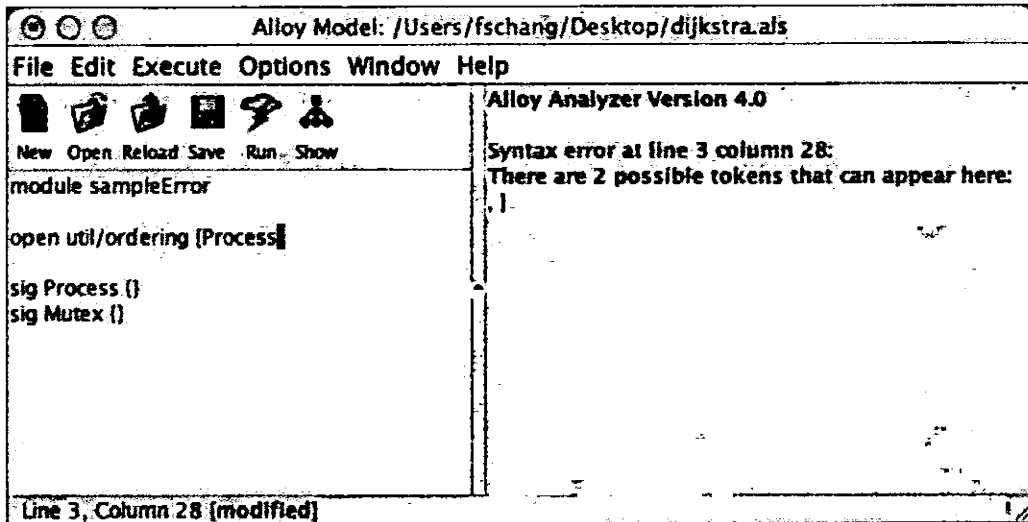 Alloy Model: /Users/fschang/Desktop/dijkstra.als
File Edit Execute Options Window Help
New Open Reload Save Run Show
module sampleError
open util/ordering [Process
sig Process {}
sig Mutex {}
Alloy Analyzer Version 4.0
Syntax error at line 3 column 28:
There are 2 possible tokens that can appear here:
, ]
Line 3, Column 28 [modified]